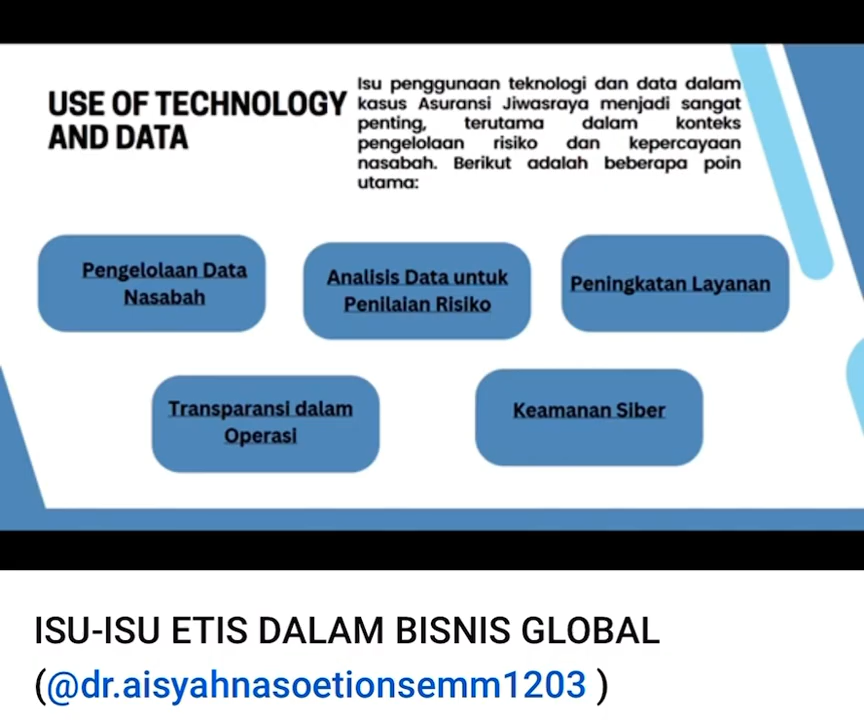 USE OF TECHNOLOGY
AND DATA
Isu penggunaan teknologi dan data dalam
kasus Asuransi Jiwasraya menjadi sangat
penting, terutama dalam konteks
pengelolaan risiko dan kepercayaan
nasabah. Berikut adalah beberapa poin
utama:
Pengelolaan Data
Nasabah
Analisis Data untuk
Penilaian Risiko
Peningkatan Layanan
Transparansi dalam
Operasi
Keamanan Siber
ISU-ISU ETIS DALAM BISNIS GLOBAL
(@dr.aisyahnasoetionsemm1203 )